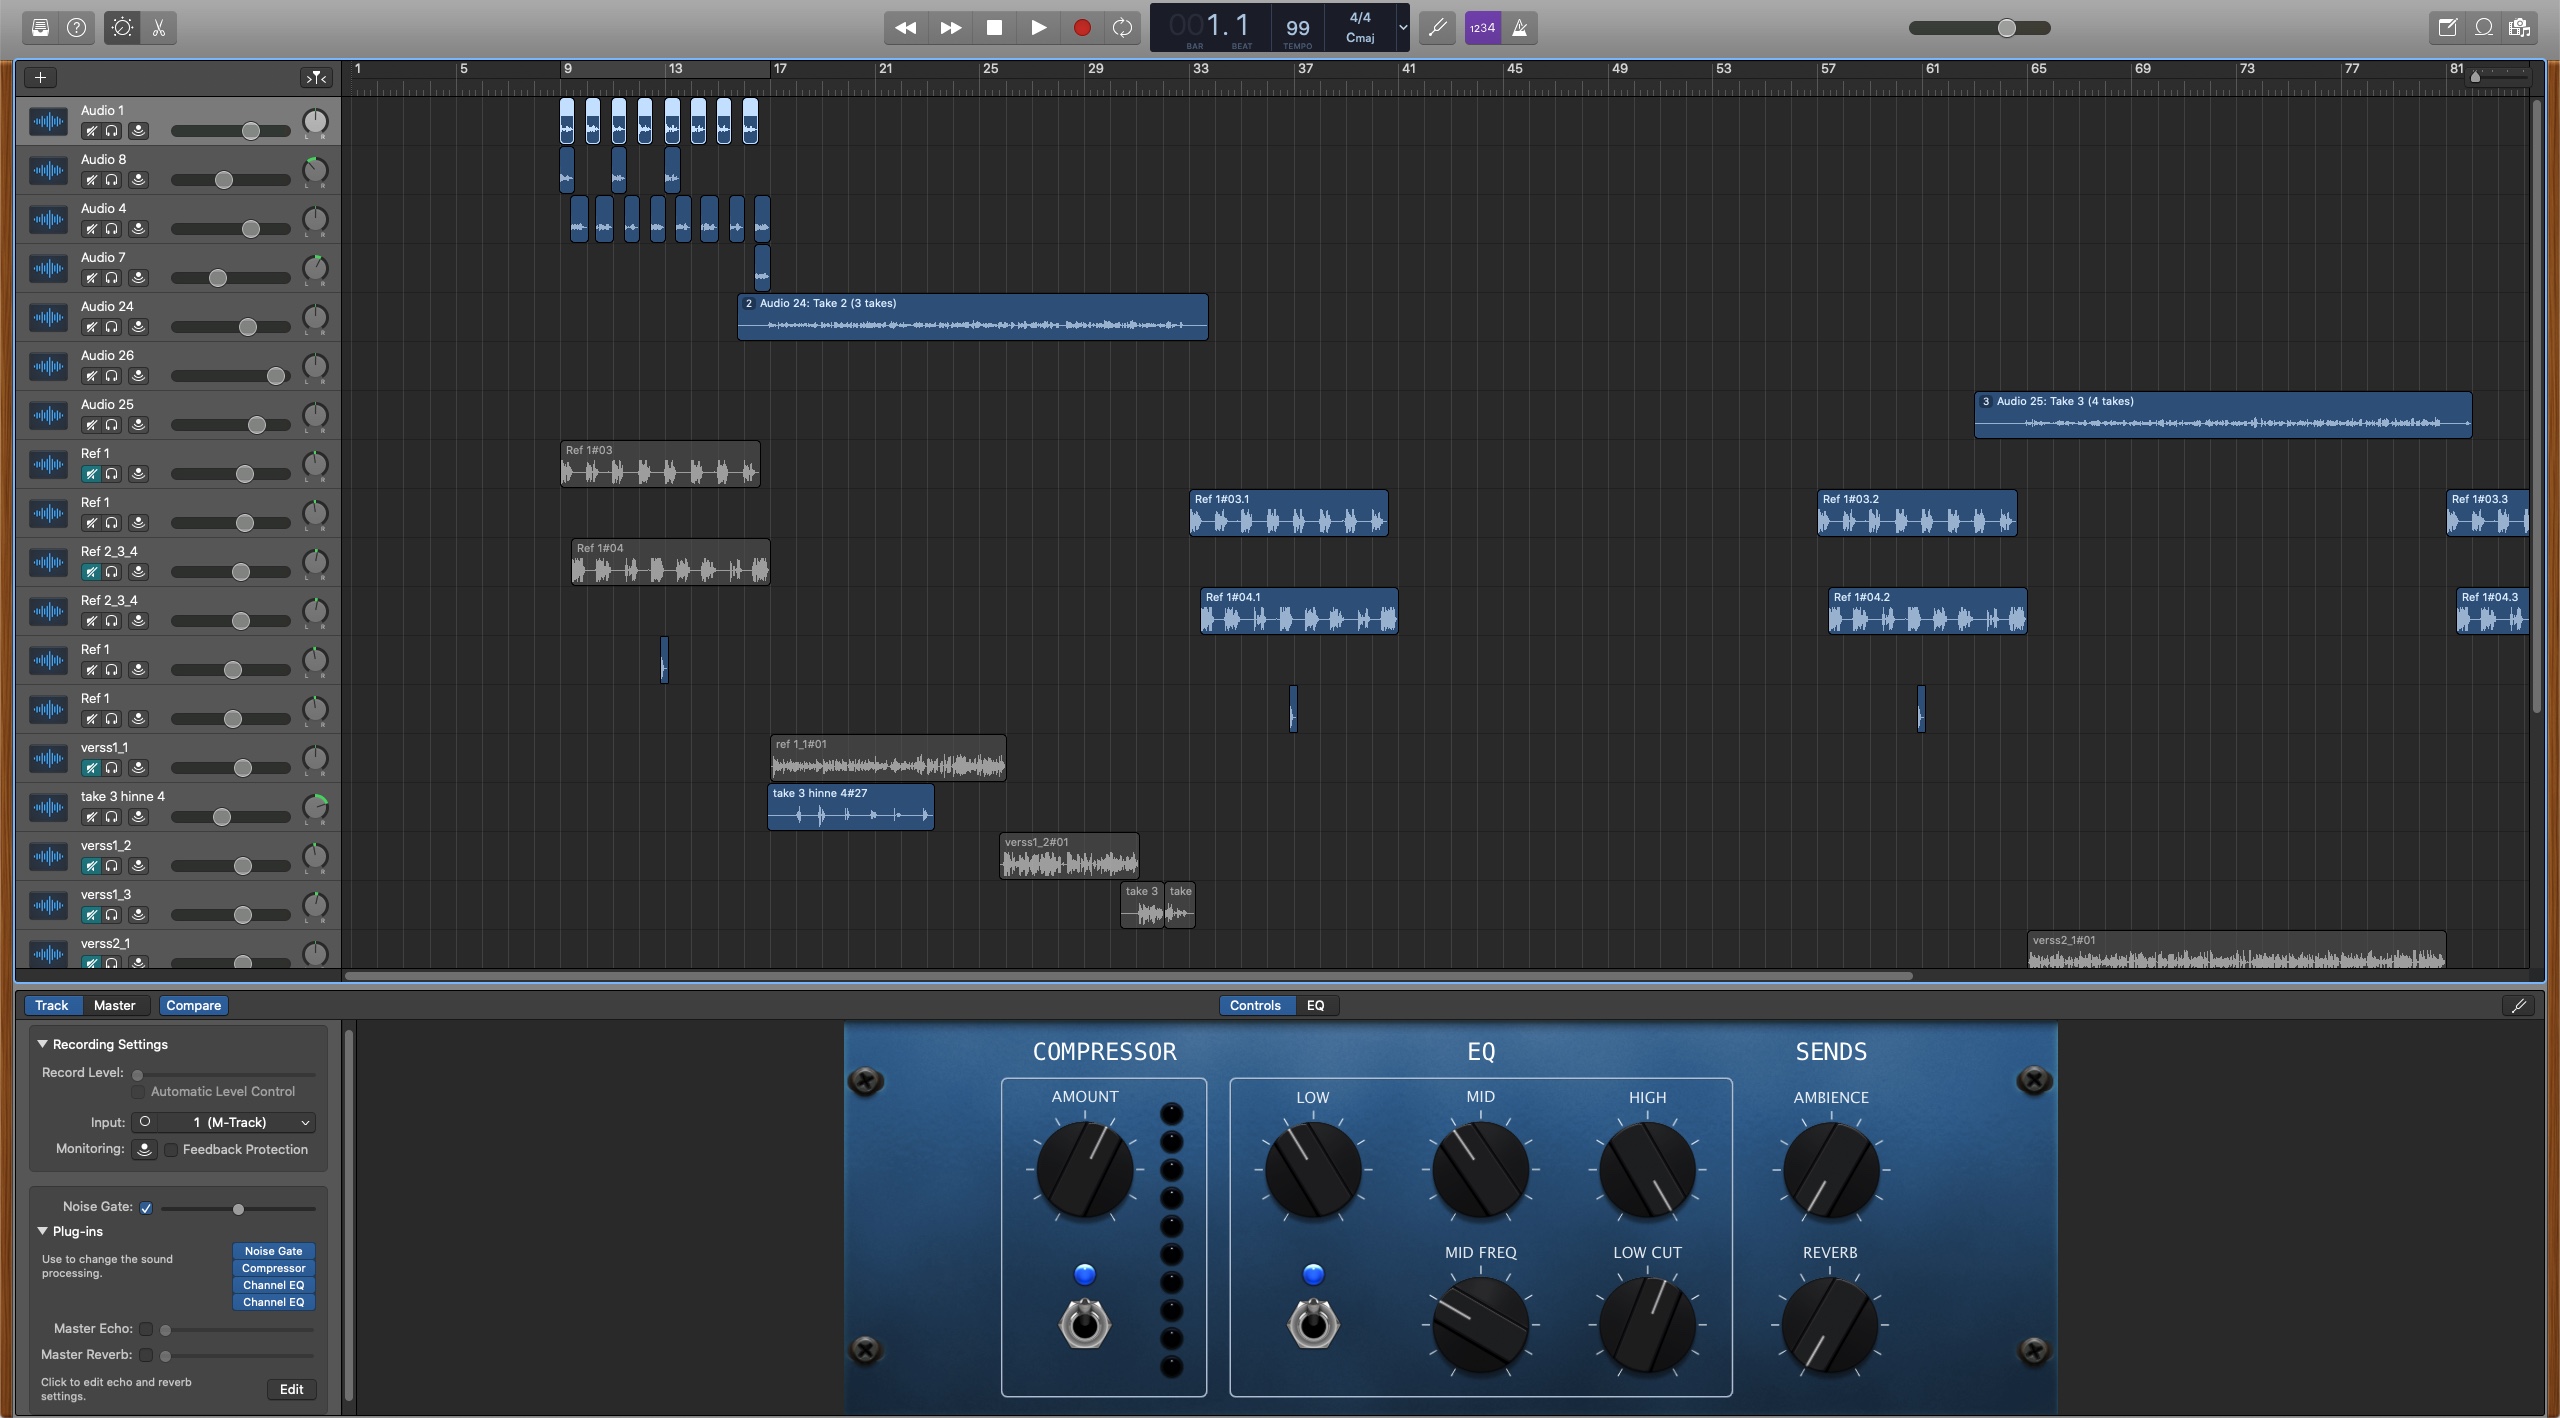 001.1 99 4/4
Cmaj
BAR BEAT TEMPO
1234
1 5 9 13 17 21 25 29 33 37 41 45 49 53 57 61 65 69 73 77 81
Audio 1
L R
Audio 8
L R
Audio 4
L R
Audio 7
L R
Audio 24
L R
2 Audio 24: Take 2 (3 takes)
Audio 26
L R
Audio 25
L R
3 Audio 25: Take 3 (4 takes)
Ref 1
L R
Ref 1#03
Ref 1
L R
Ref 1#03.1 Ref 1#03.2 Ref 1#03.3
Ref 2_3_4
L R
Ref 1#04
Ref 2_3_4
L R
Ref 1#04.1 Ref 1#04.2 Ref 1#04.3
Ref 1
L R
Ref 1
L R
verss1_1
L R
ref 1_1#01
take 3 hinne 4
L R
take 3 hinne 4#27
verss1_2
L R
verss1_2#01
verss1_3
L R
take 3 take
verss2_1
verss2_1#01
Track Master Compare Controls EQ
Recording Settings
Record Level:
Automatic Level Control
Input: 1 (M-Track)
Monitoring: Feedback Protection
Noise Gate:
Plug-ins
Use to change the sound
processing.
Noise Gate
Compressor
Channel EQ
Channel EQ
Master Echo:
Master Reverb:
Click to edit echo and reverb
settings.
Edit
COMPRESSOR EQ SENDS
AMOUNT LOW MID HIGH AMBIENCE
MID FREQ LOW CUT REVERB